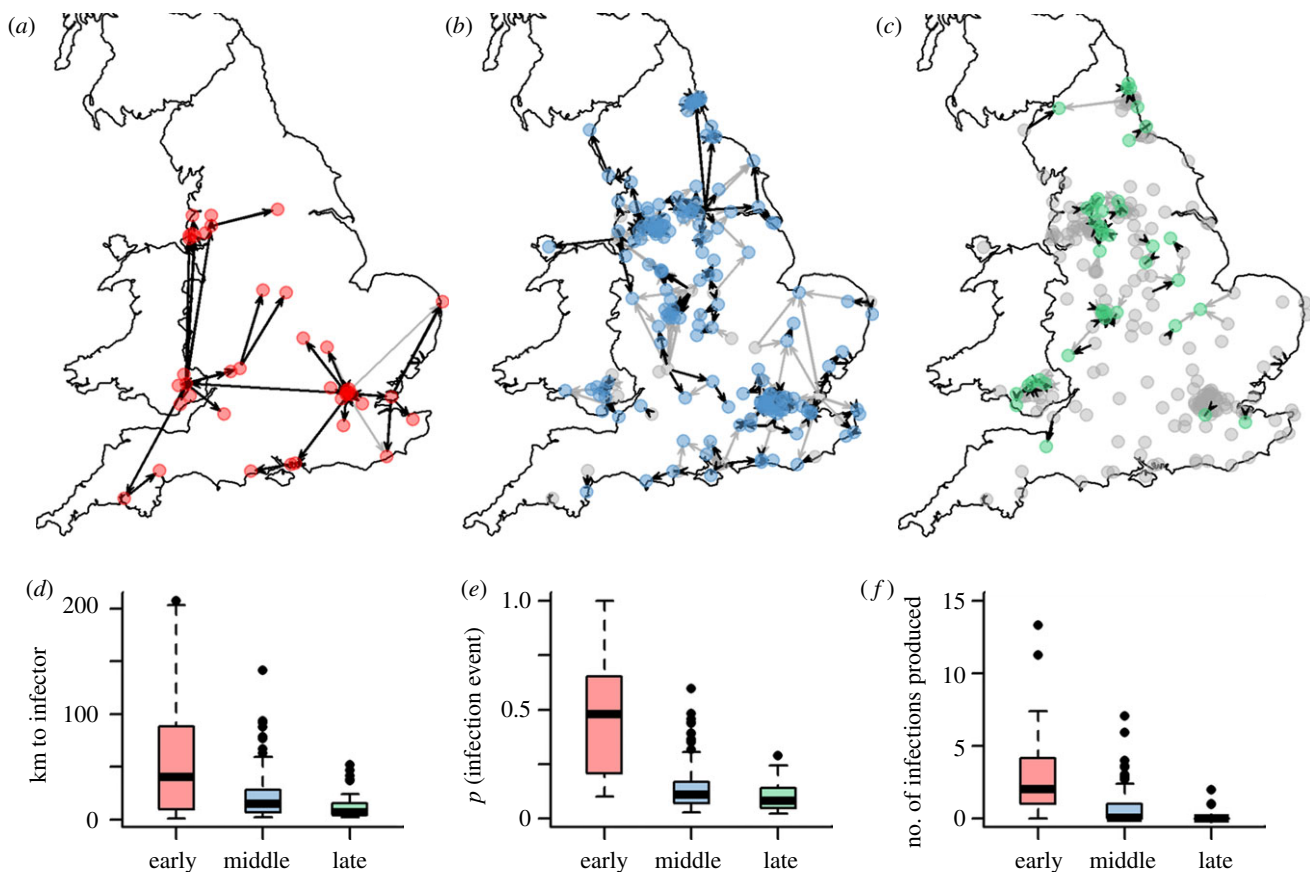 (a)
(b)
(c)
(d)
200
100
0
km to infector
early middle late
(e)
1.0
0.5
0
p (infection event)
early middle late
(f)
15
10
5
0
no. of infections produced
early middle late